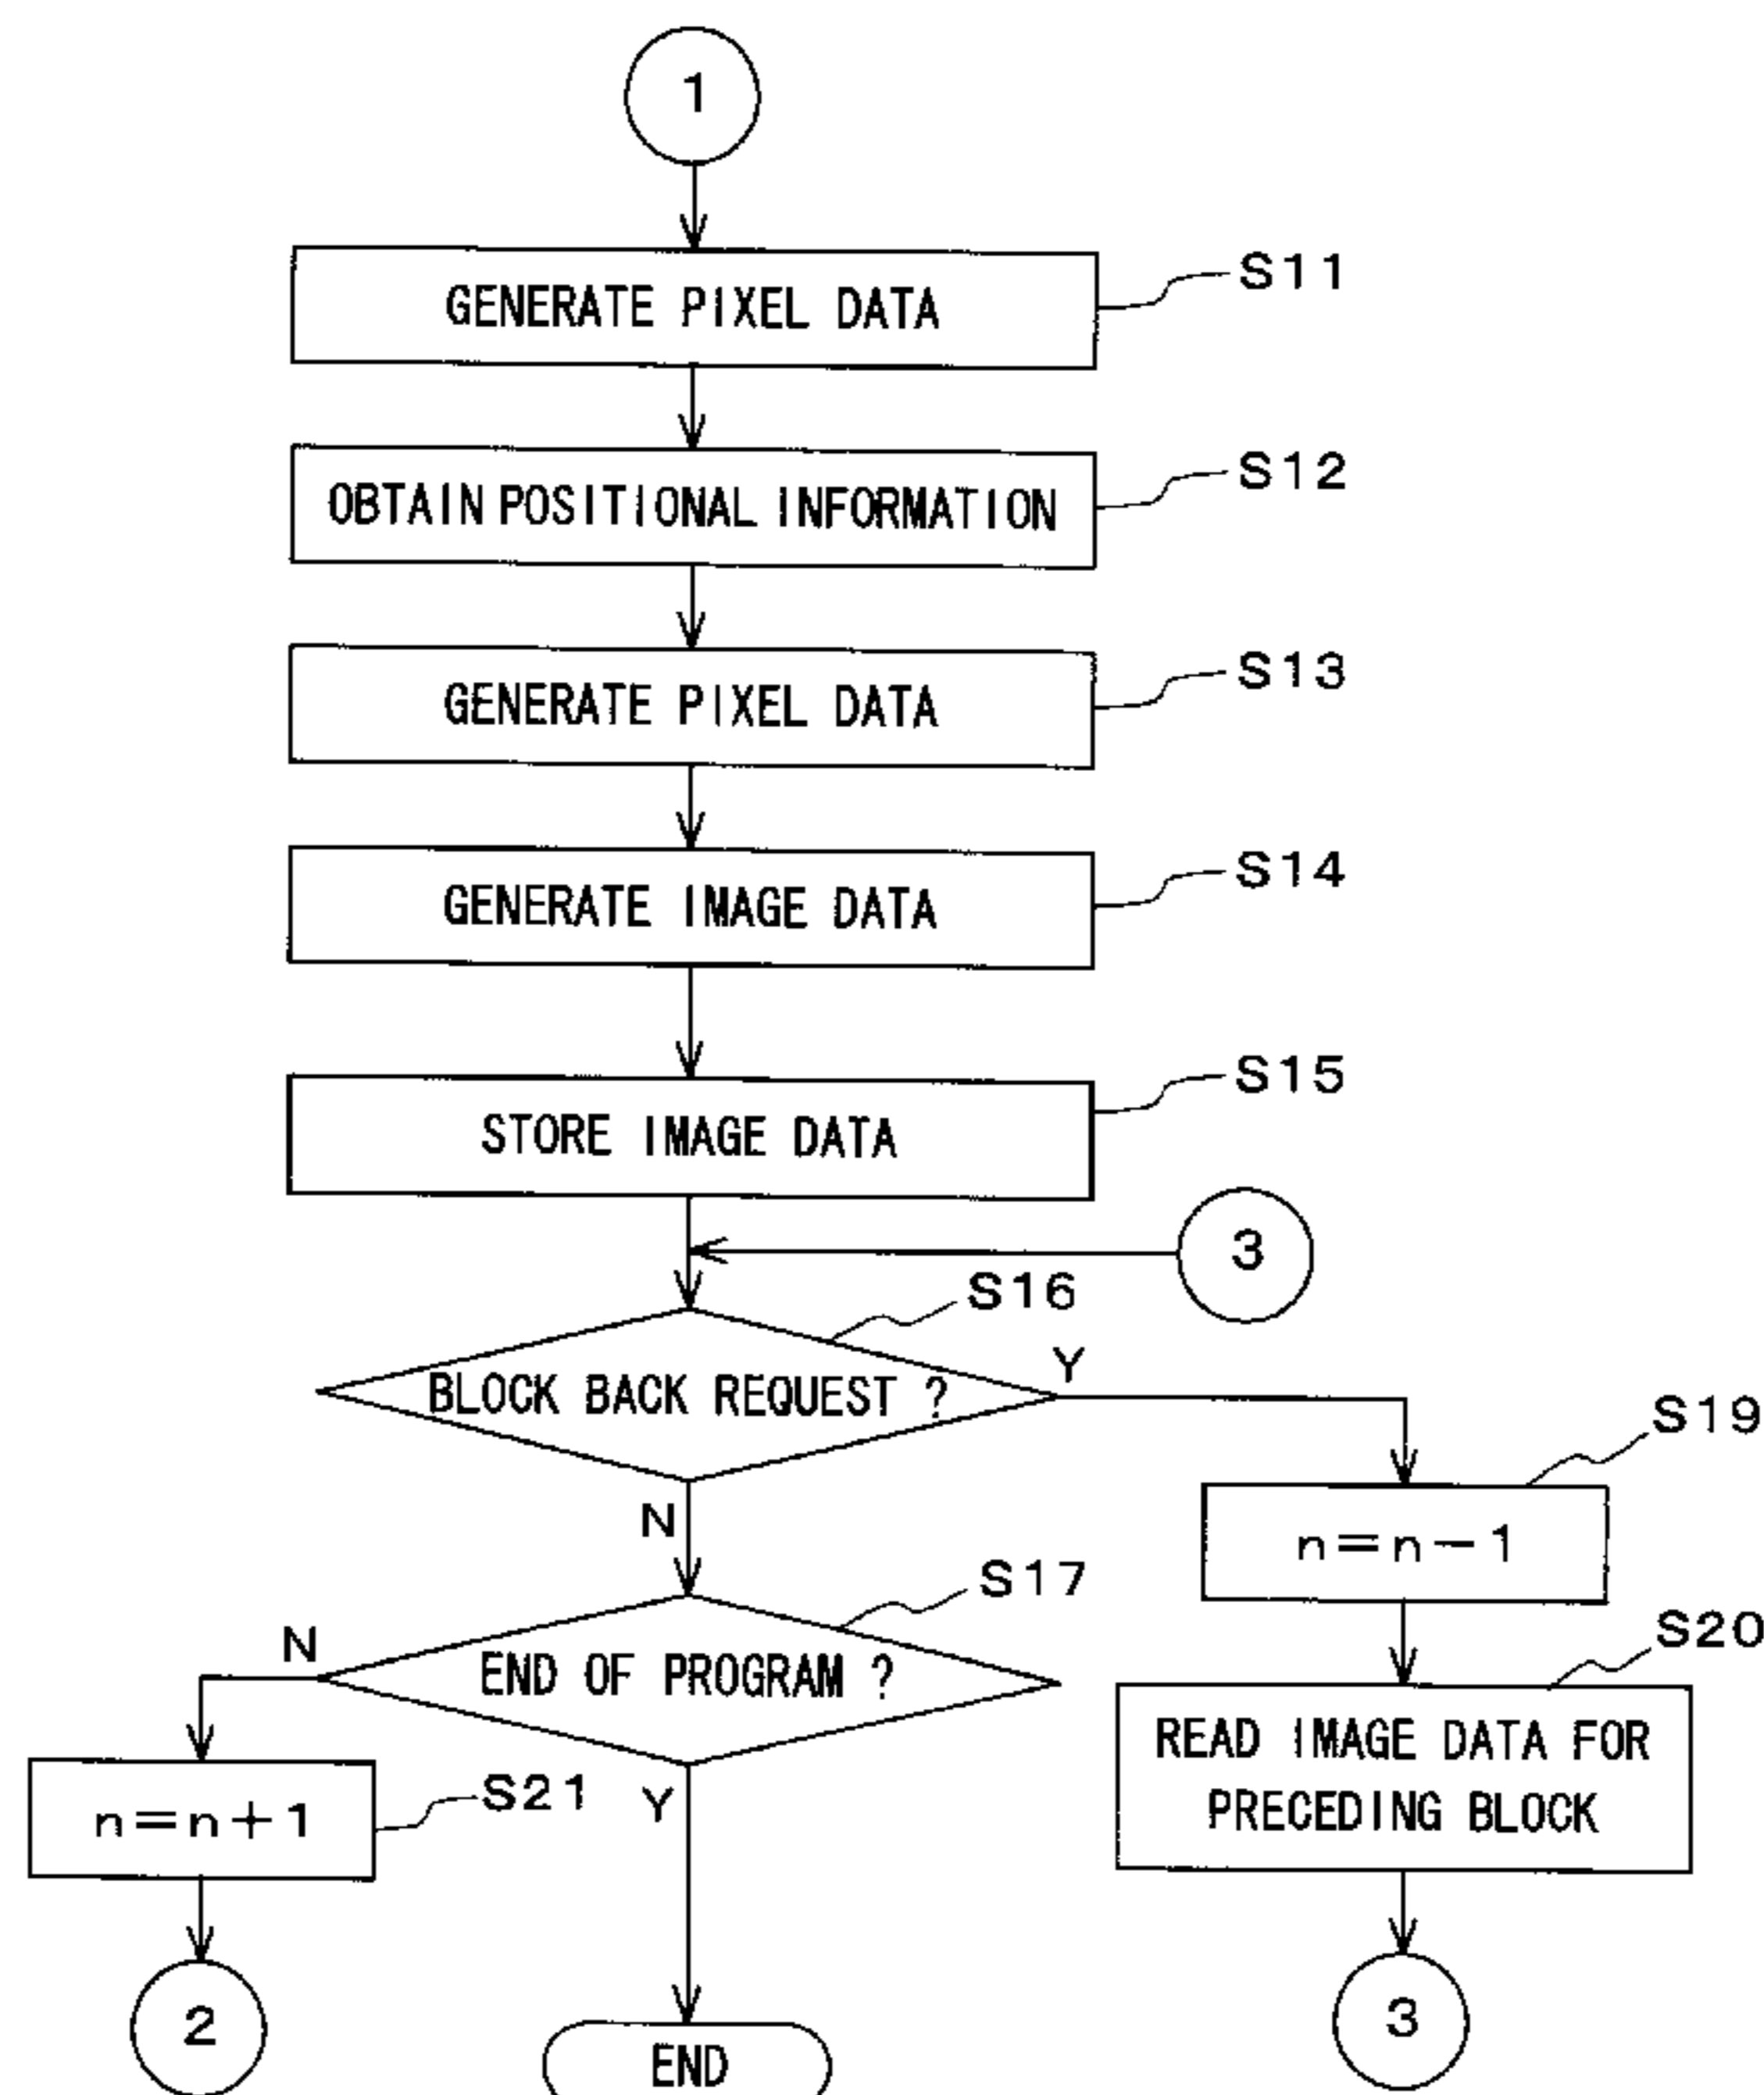 1
GENERATE PIXEL DATA
S11
OBTAIN POSITIONAL INFORMATION
S12
GENERATE PIXEL DATA
S13
GENERATE IMAGE DATA
S14
STORE IMAGE DATA
S15
3
S16
BLOCK BACK REQUEST ?
Y
N
S19
n=n-1
S17
END OF PROGRAM ?
N
Y
S20
READ IMAGE DATA FOR
PRECEDING BLOCK
n=n+1
S21
2
END
3